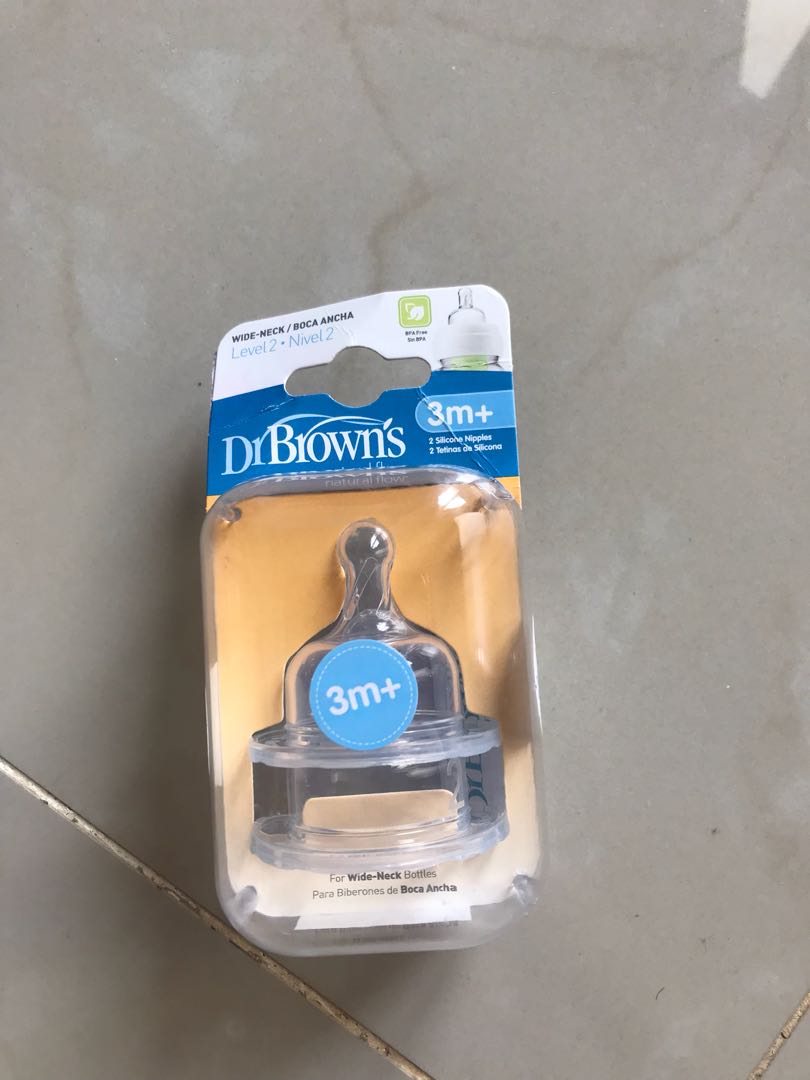 WIDE-NECK / BOCA ANCHA
Level 2 • Nivel 2
BPA Free
Sin BPA
3m+
2 Silicone Nipples
2 Tetinas de Silicona
Dr Brown's
natural flow
3m+
For Wide-Neck Bottles
Para Biberones de Boca Ancha